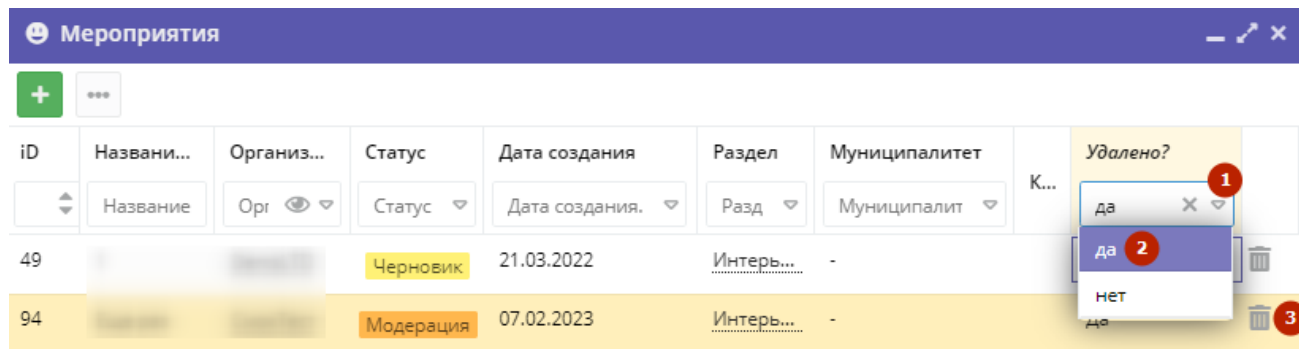 Мероприятия
iD Названи... Организ... Статус Дата создания Раздел Муниципалитет К... Удалено?
Название Орг Статус Дата создания. Разд Муниципалит да 1
49 Черновик 21.03.2022 Интерь... - да 2
нет
94 Модерация 07.02.2023 Интерь... - Да 3